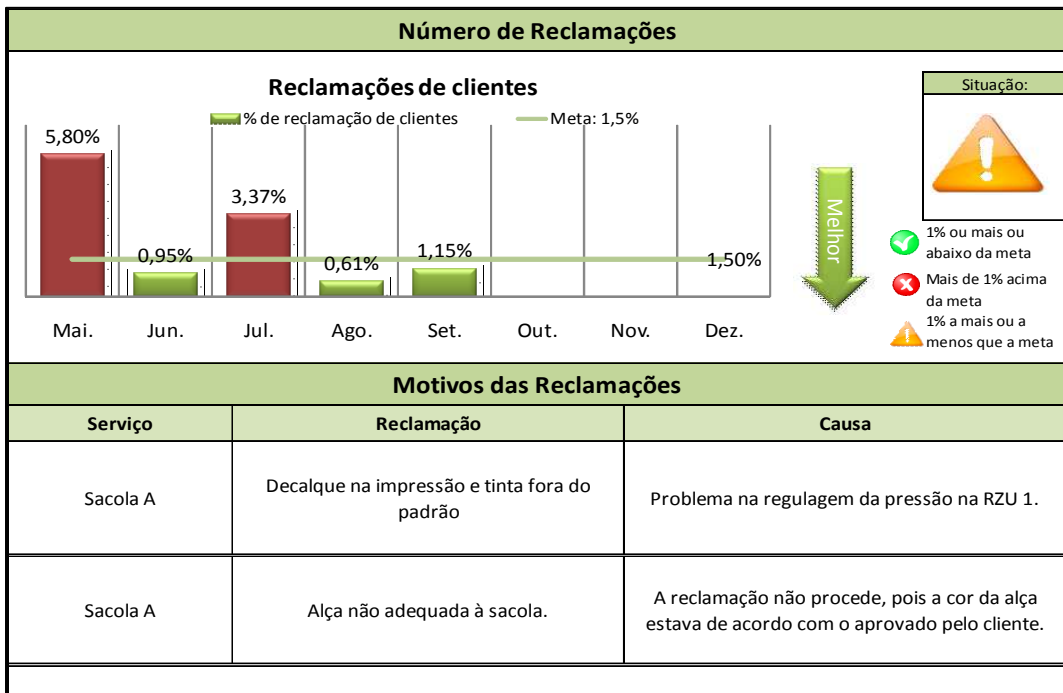 Número de Reclamações
Reclamações de clientes
% de reclamação de clientes
Meta: 1,5%
5,80%
0,95%
3,37%
0,61%
1,15%
1,50%
Mai.
Jun.
Jul.
Ago.
Set.
Out.
Nov.
Dez.
Melhor
Situação:
1% ou mais ou
abaixo da meta
Mais de 1% acima
da meta
1% a mais ou a
menos que a meta
Motivos das Reclamações
Serviço
Reclamação
Causa
Sacola A
Decalque na impressão e tinta fora do
padrão
Problema na regulagem da pressão na RZU 1.
Sacola A
Alça não adequada à sacola.
A reclamação não procede, pois a cor da alça
estava de acordo com o aprovado pelo cliente.